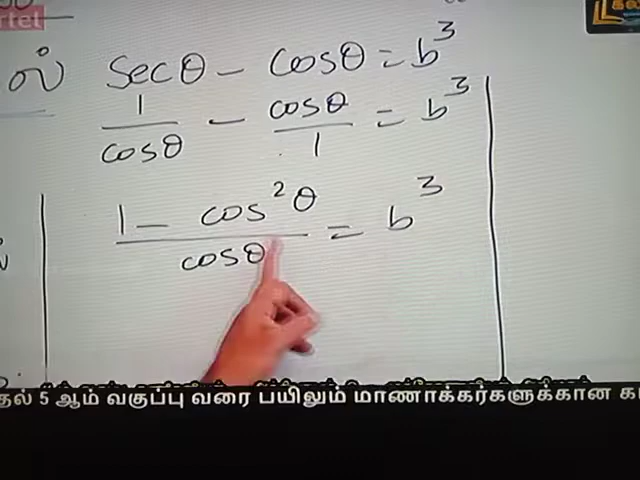 ல் secθ - cosθ = b³
1/cosθ - cosθ/1 = b³
(1 - cos²θ)/cosθ = b³
5 ஆம் வகுப்பு வரை பயிலும் மாணாக்கர்களுக்கான